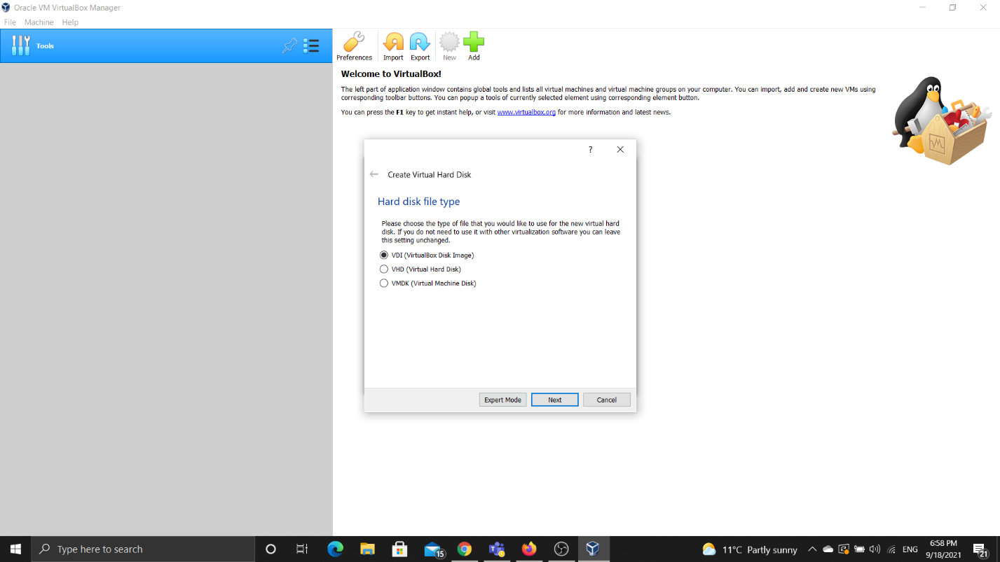 Oracle VM VirtualBox Manager
File Machine Help
Tools
Preferences Import Export New Add
Welcome to VirtualBox!
The left part of application window contains global tools and lists all virtual machines and virtual machine groups on your computer. You can import, add and create new VMs using
corresponding toolbar buttons. You can popup a tools of currently selected element using corresponding element button.
You can press the F1 key to get instant help, or visit www.virtualbox.org for more information and latest news.
?
Create Virtual Hard Disk
Hard disk file type
Please choose the type of file that you would like to use for the new virtual hard
disk. If you do not need to use it with other virtualization software you can leave
this setting unchanged.
VDI (VirtualBox Disk Image)
VHD (Virtual Hard Disk)
VMDK (Virtual Machine Disk)
Expert Mode Next Cancel
Type here to search
15
11°C Partly sunny
ENG
6:58 PM
9/18/2021
21